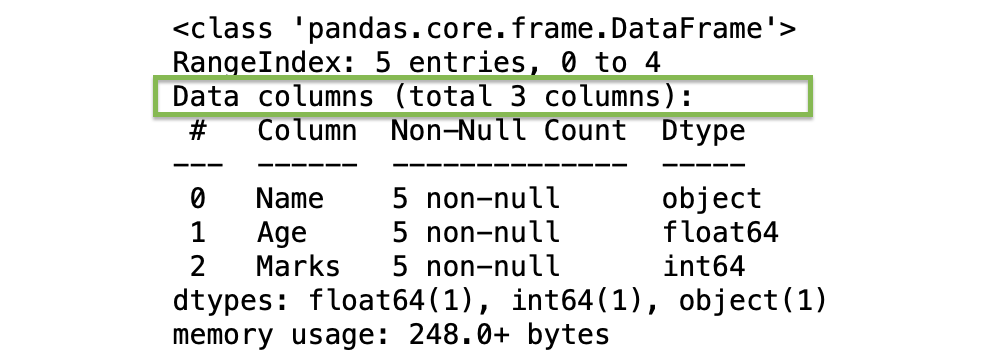 <class 'pandas.core.frame.DataFrame'>
RangeIndex: 5 entries, 0 to 4
Data columns (total 3 columns):
 #   Column  Non-Null Count  Dtype
---  ------  --------------  -----
 0   Name    5 non-null      object
 1   Age     5 non-null      float64
 2   Marks   5 non-null      int64
dtypes: float64(1), int64(1), object(1)
memory usage: 248.0+ bytes